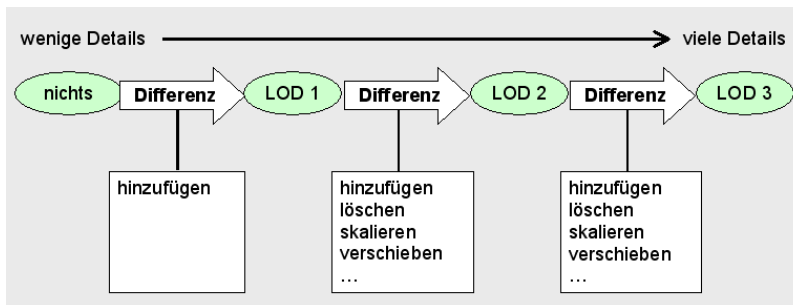 wenige Details viele Details
nichts Differenz LOD 1 Differenz LOD 2 Differenz LOD 3
hinzufügen
hinzufügen
löschen
skalieren
verschieben
...
hinzufügen
löschen
skalieren
verschieben
...